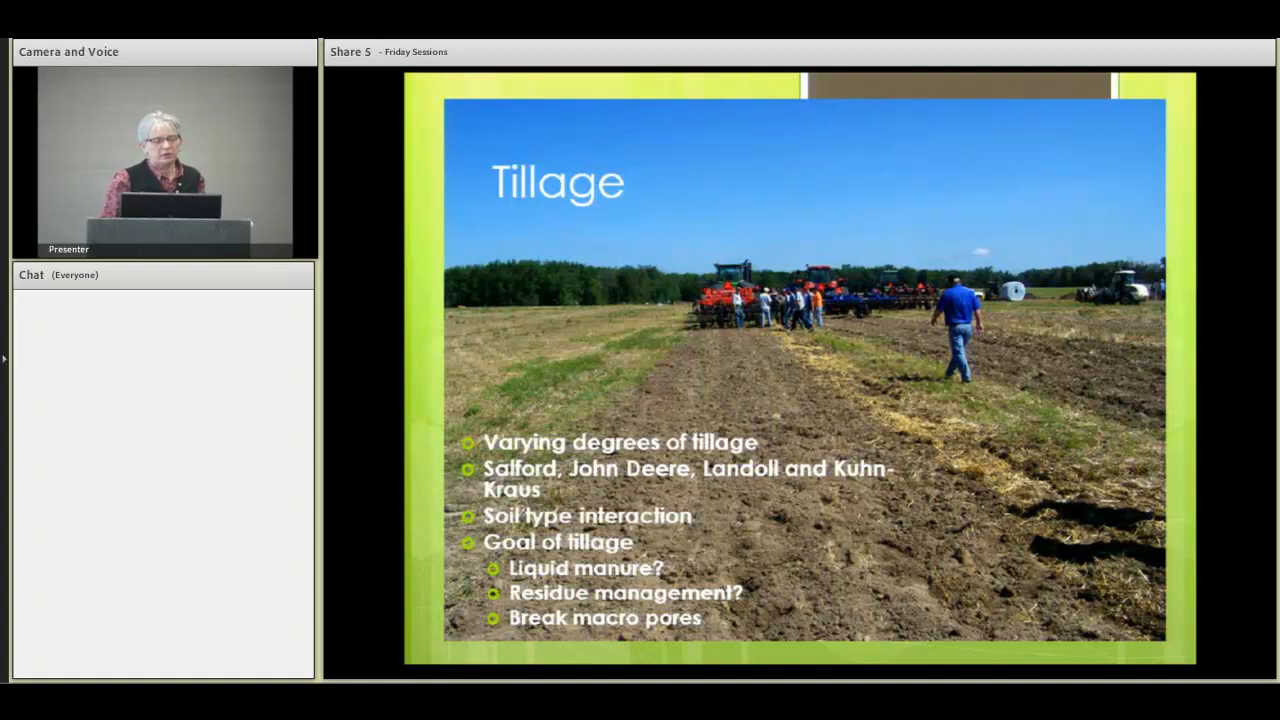 Camera and Voice
Share 5 - Friday Sessions
Presenter
Chat (Everyone)
Tillage
Varying degrees of tillage
Salford, John Deere, Landoll and Kuhn-
Kraus
Soil type interaction
Goal of tillage
Liquid manure?
Residue management?
Break macro pores